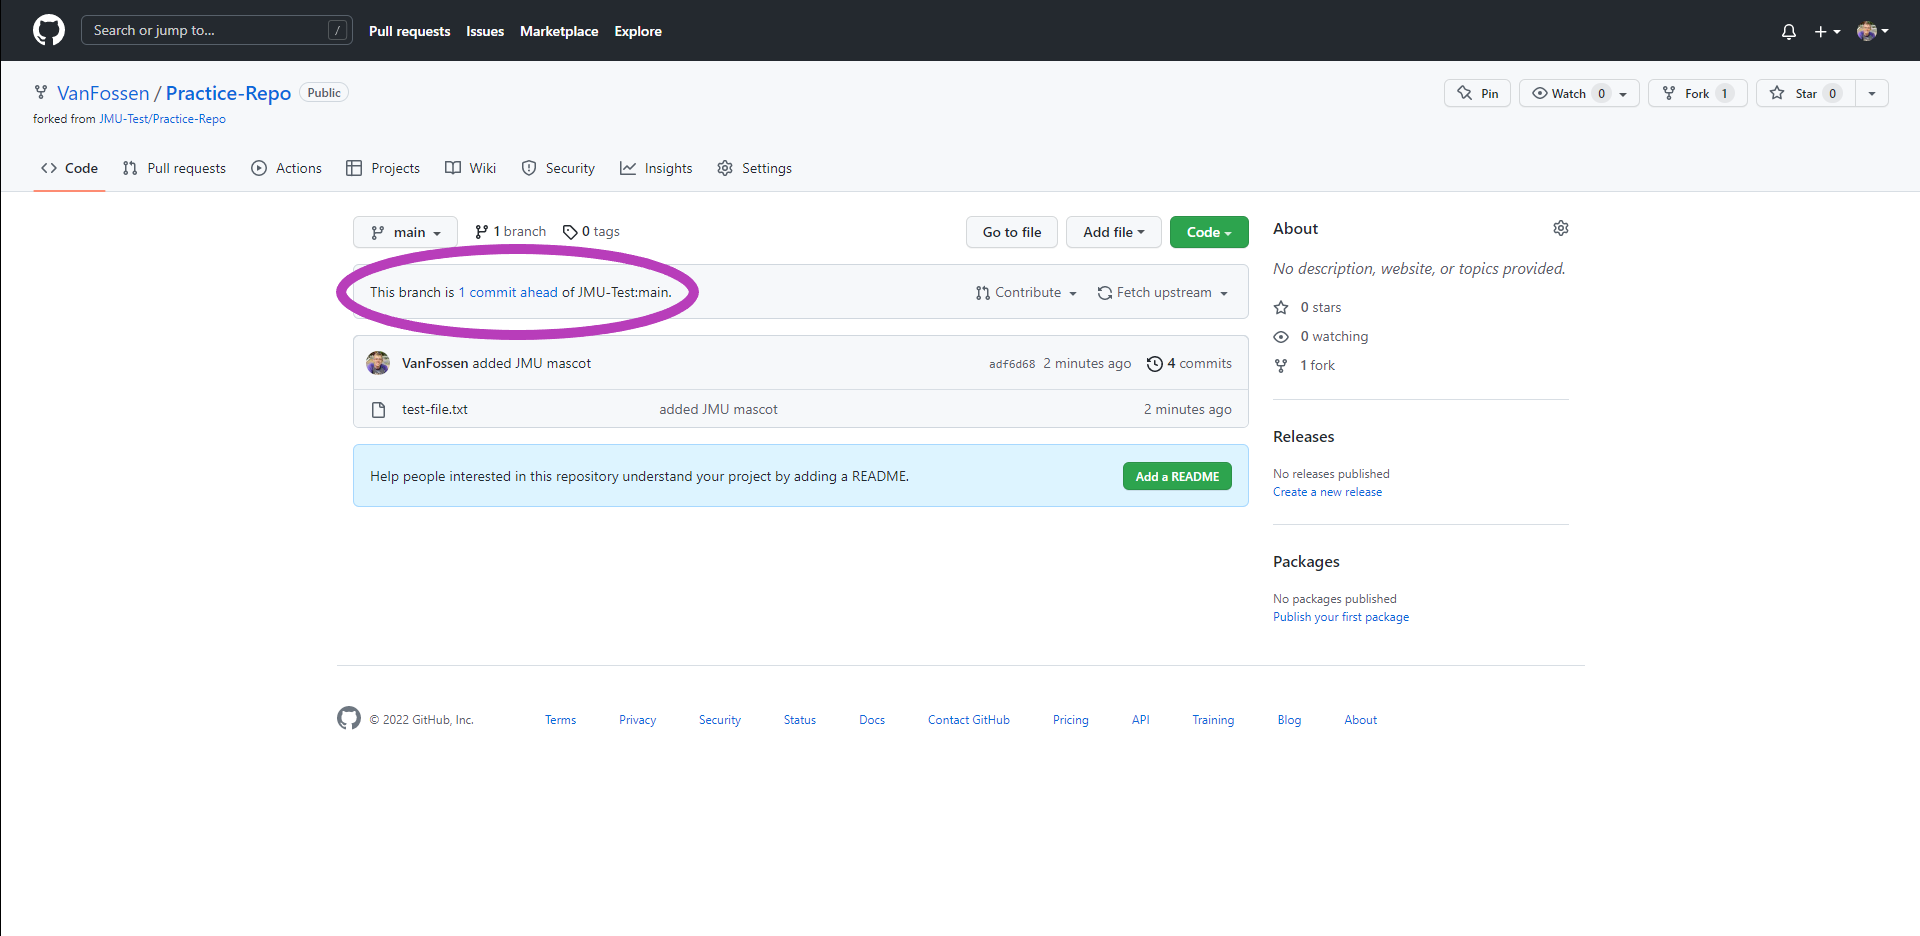 Search or jump to... /
Pull requests Issues Marketplace Explore
VanFossen / Practice-Repo Public
Pin Watch 0 Fork 1 Star 0
forked from JMU-Test/Practice-Repo
Code Pull requests Actions Projects Wiki Security Insights Settings
main 1 branch 0 tags
Go to file Add file Code
This branch is 1 commit ahead of JMU-Test:main.
Contribute Fetch upstream
VanFossen added JMU mascot adf6d68 2 minutes ago 4 commits
test-file.txt added JMU mascot 2 minutes ago
Help people interested in this repository understand your project by adding a README. Add a README
About
No description, website, or topics provided.
0 stars
0 watching
1 fork
Releases
No releases published
Create a new release
Packages
No packages published
Publish your first package
© 2022 GitHub, Inc. Terms Privacy Security Status Docs Contact GitHub Pricing API Training Blog About